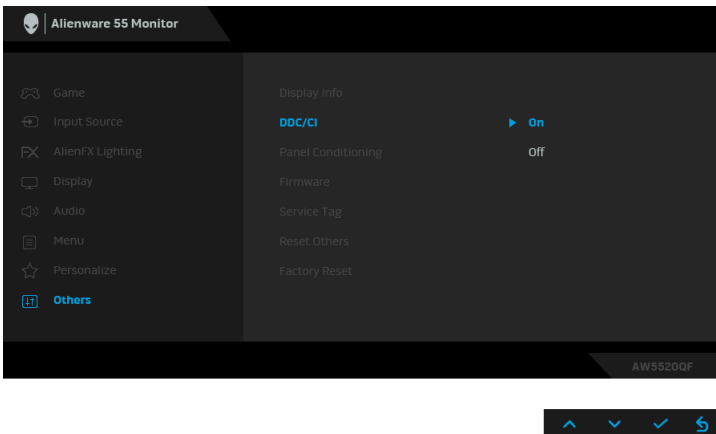 Alienware 55 Monitor
Game
Display Info
Input Source
DDC/CI
On
AlienFX Lighting
Panel Conditioning
Off
Display
Firmware
Audio
Service Tag
Menu
Reset Others
Personalize
Factory Reset
Others
AW5520QF